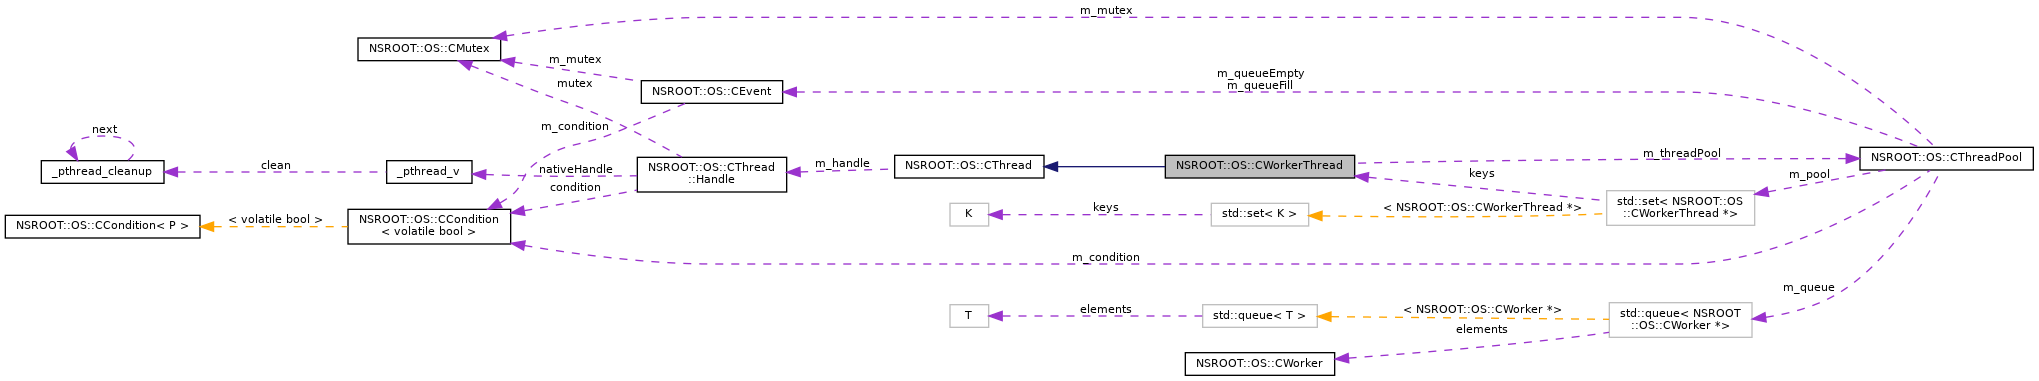 m_mutex
NSROOT::OS::CMutex
m_mutex
m_queueEmpty
m_queueFill
mutex
NSROOT::OS::CEvent
next
m_condition
_pthread_cleanup
clean
_pthread_v
nativeHandle
condition
NSROOT::OS::CThread
::Handle
m_handle
NSROOT::OS::CThread
NSROOT::OS::CWorkerThread
m_threadPool
NSROOT::OS::CThreadPool
keys
m_pool
std::set< NSROOT::OS
::CWorkerThread *>
NSROOT::OS::CCondition< P >
< volatile bool >
NSROOT::OS::CCondition
< volatile bool >
K
keys
std::set< K >
< NSROOT::OS::CWorkerThread *>
m_condition
m_queue
T
elements
std::queue< T >
< NSROOT::OS::CWorker *>
std::queue< NSROOT
::OS::CWorker *>
elements
NSROOT::OS::CWorker